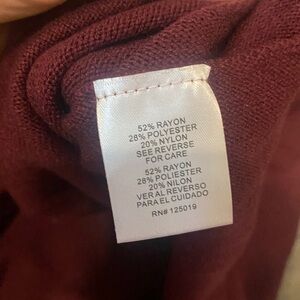 52% RAYON
28% POLYESTER
20% NYLON
SEE REVERSE
FOR CARE
52% RAYON
28% POLIESTER
20% NILON
VER AL REVERSO
PARA EL CUIDADO
RN# 125019